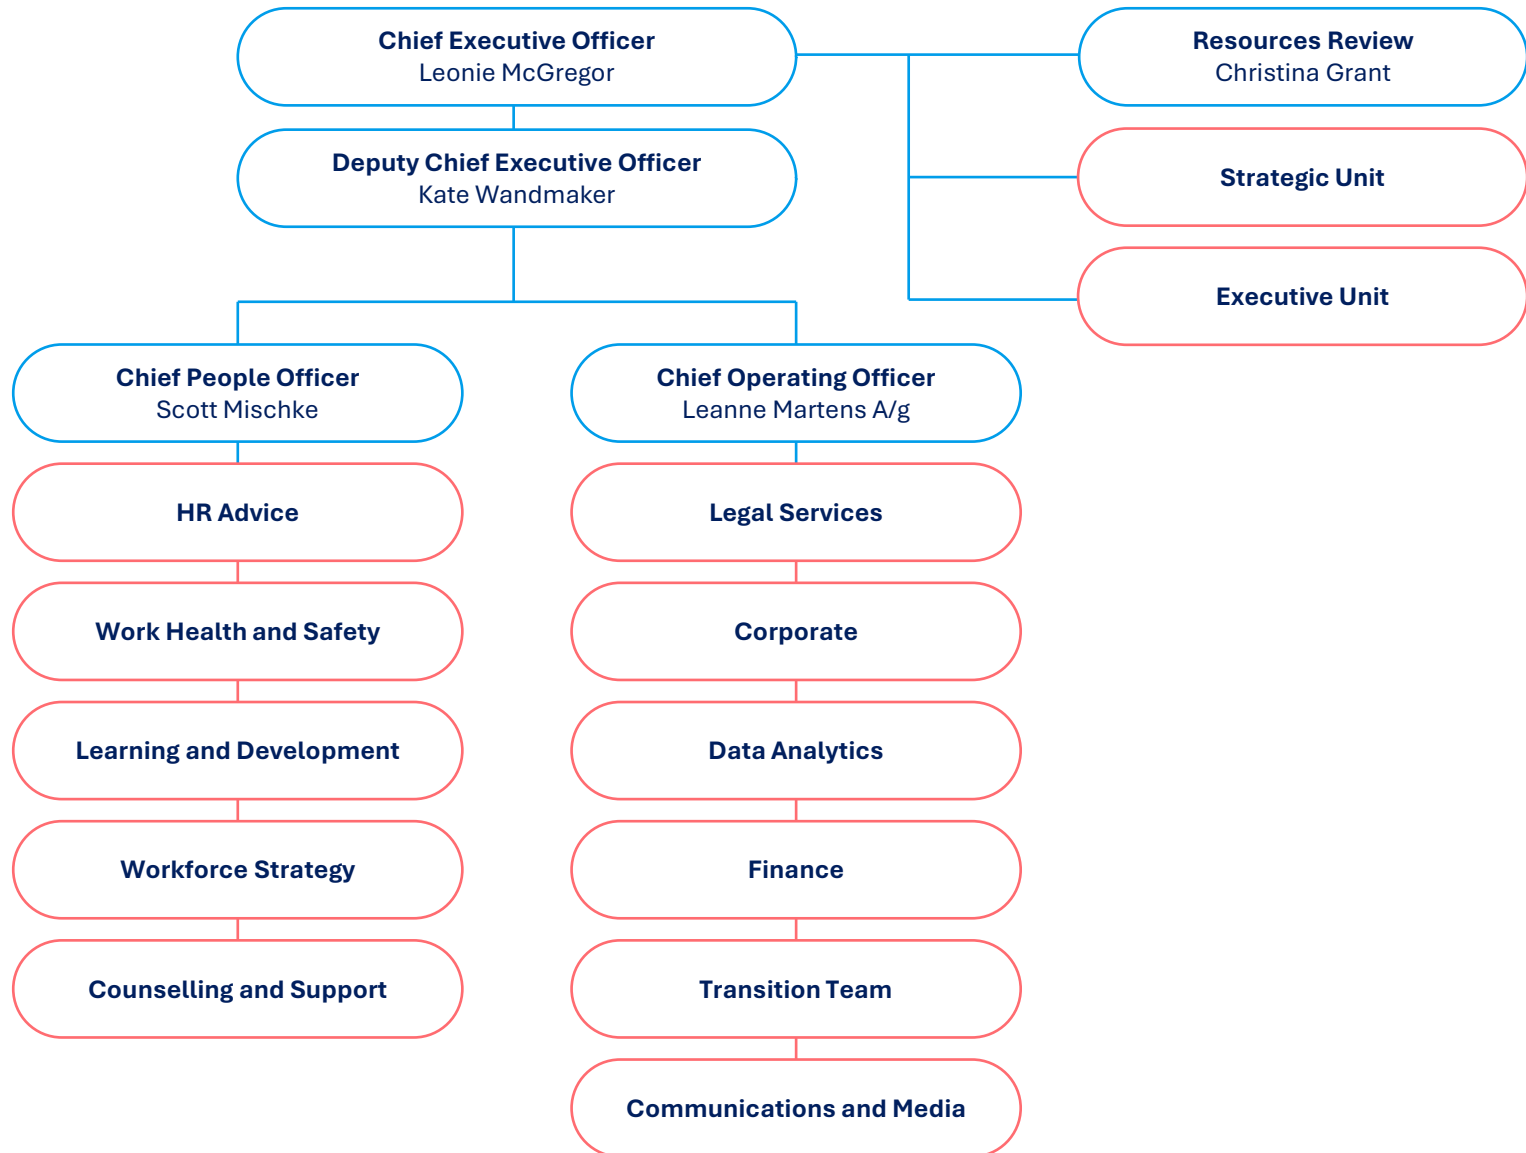 Chief Executive Officer
Leonie McGregor
Resources Review
Christina Grant
Deputy Chief Executive Officer
Kate Wandmaker
Strategic Unit
Executive Unit
Chief People Officer
Scott Mischke
HR Advice
Work Health and Safety
Learning and Development
Workforce Strategy
Counselling and Support
Chief Operating Officer
Leanne Martens A/g
Legal Services
Corporate
Data Analytics
Finance
Transition Team
Communications and Media